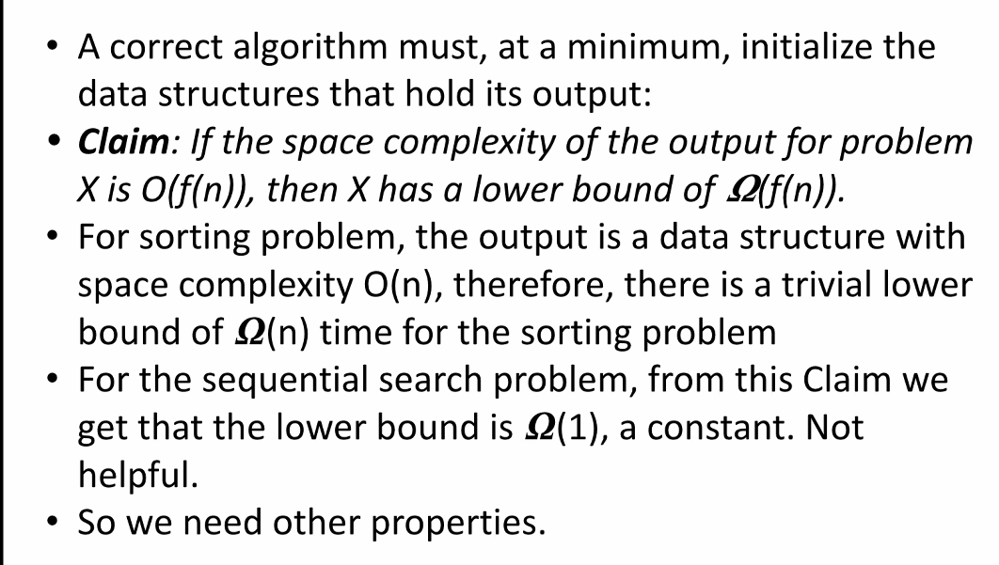 • A correct algorithm must, at a minimum, initialize the
data structures that hold its output:
• Claim: If the space complexity of the output for problem
X is O(f(n)), then X has a lower bound of Ω(f(n)).
• For sorting problem, the output is a data structure with
space complexity O(n), therefore, there is a trivial lower
bound of Ω(n) time for the sorting problem
• For the sequential search problem, from this Claim we
get that the lower bound is Ω(1), a constant. Not
helpful.
• So we need other properties.